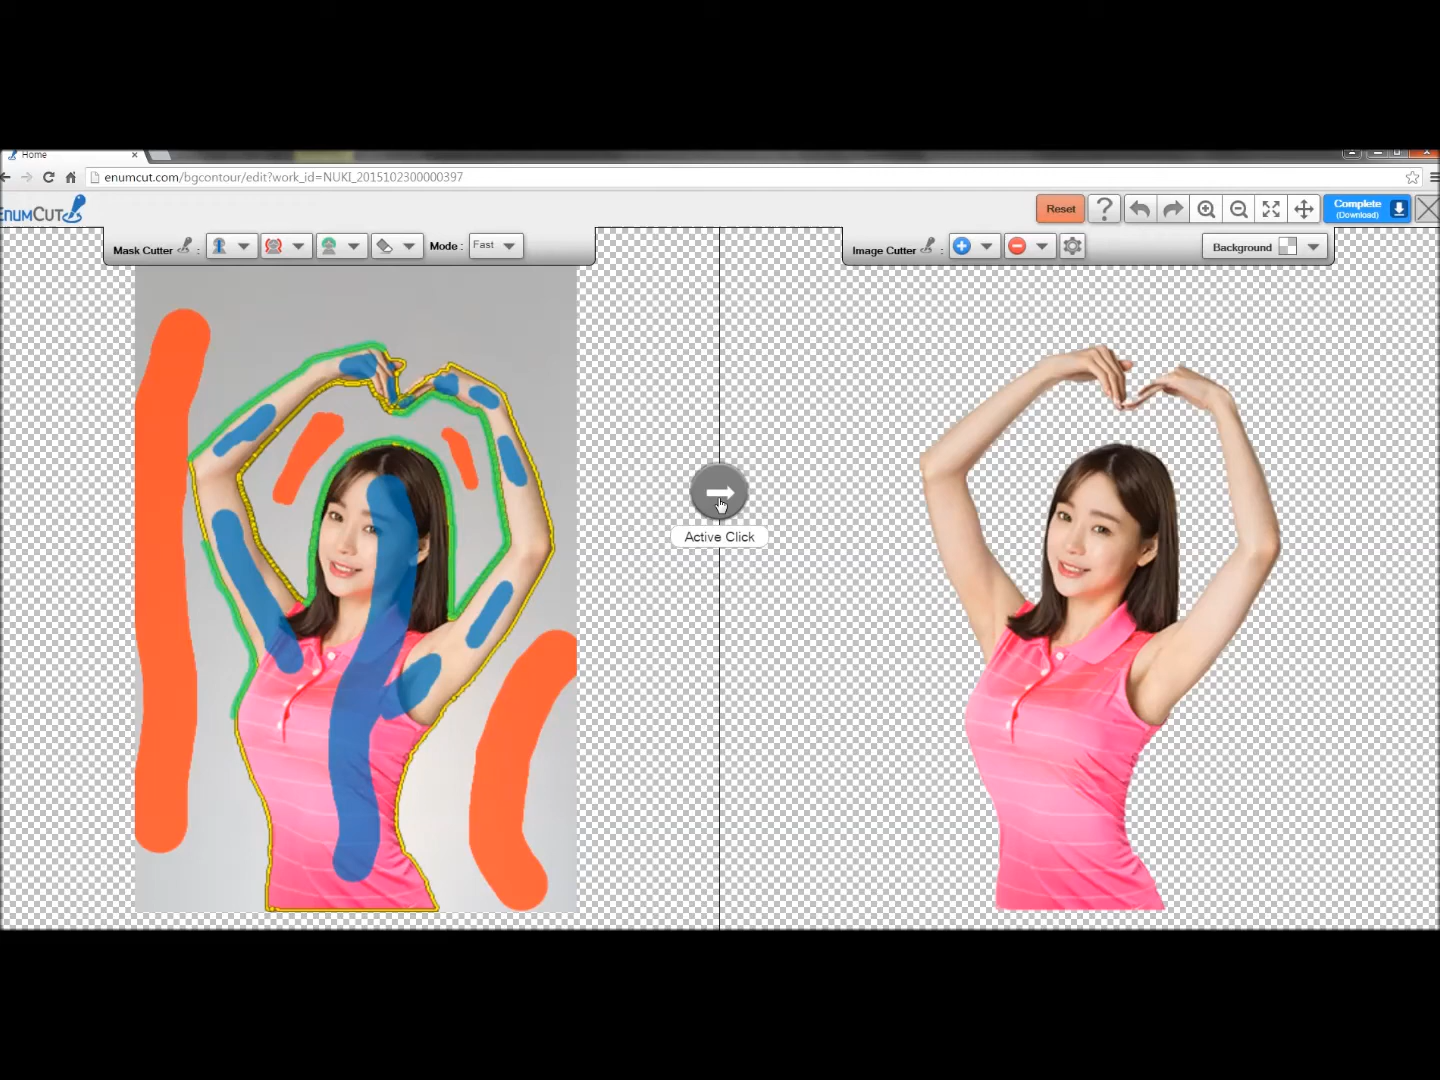 Home
enumcut.com/bgcontour/edit?work_id=NUKI_2015102300000397
ENUMCUT
Reset
?
Complete
(Download)
Mask Cutter :
Mode :
Fast
Image Cutter :
Background
Active Click